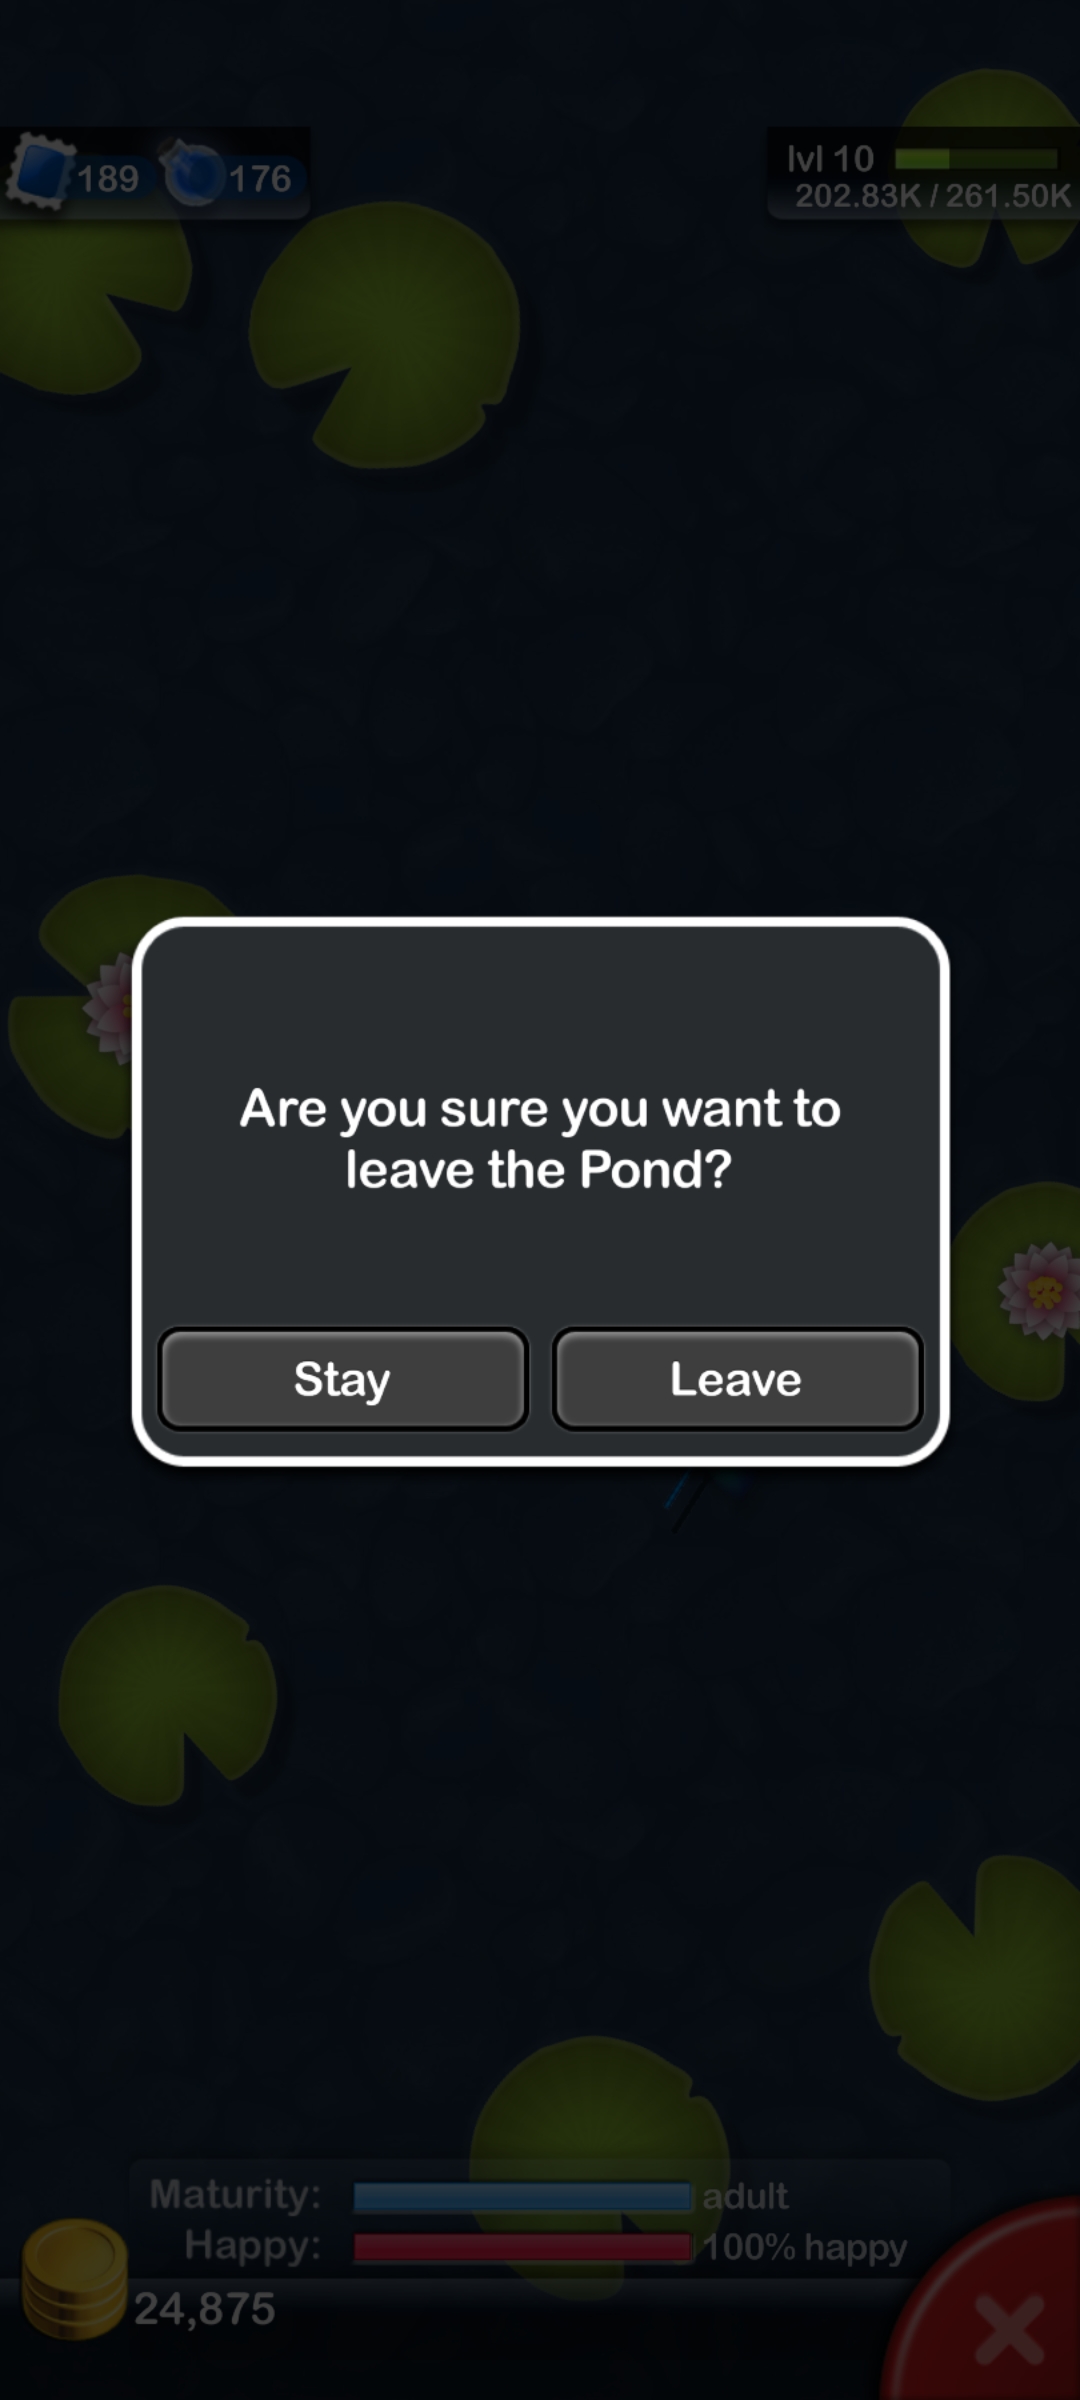 189
176
lvl 10
202.83K / 261.50K
Are you sure you want to
leave the Pond?
Stay
Leave
Maturity: adult
Happy: 100% happy
24,875